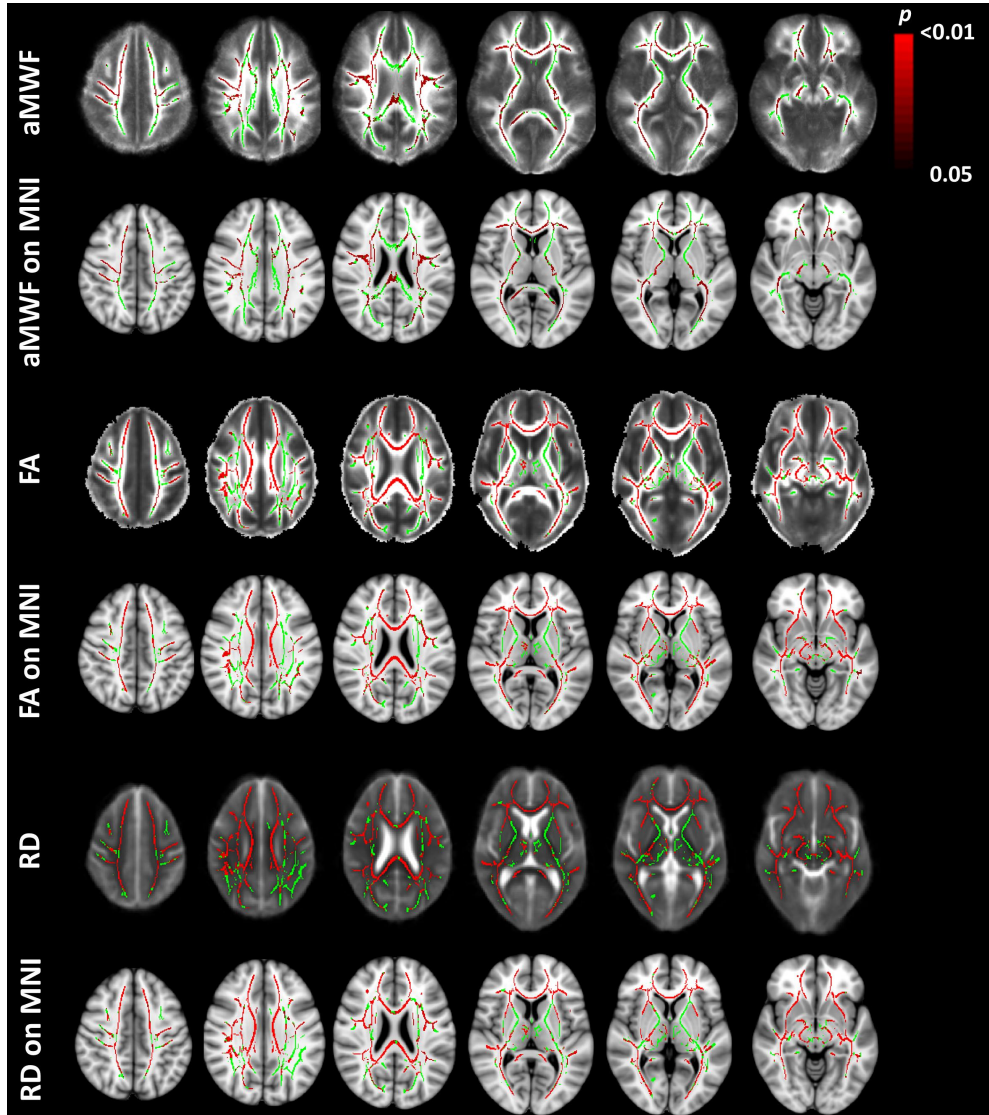 aMWF
p
<0.01
0.05
aMWF on MNI
FA
FA on MNI
RD
RD on MNI